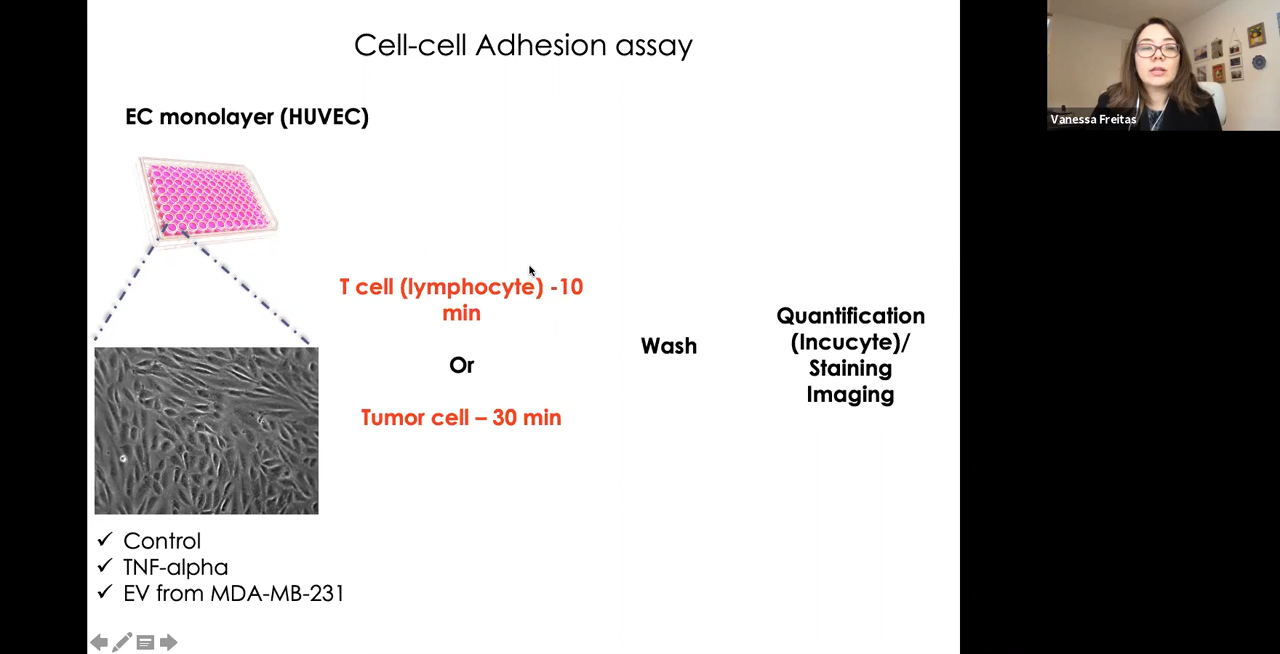 Cell-cell Adhesion assay
EC monolayer (HUVEC)
T cell (lymphocyte) -10
min
Or
Tumor cell – 30 min
Wash
Quantification
(Incucyte)/
Staining
Imaging
✓ Control
✓ TNF-alpha
✓ EV from MDA-MB-231
Vanessa Freitas